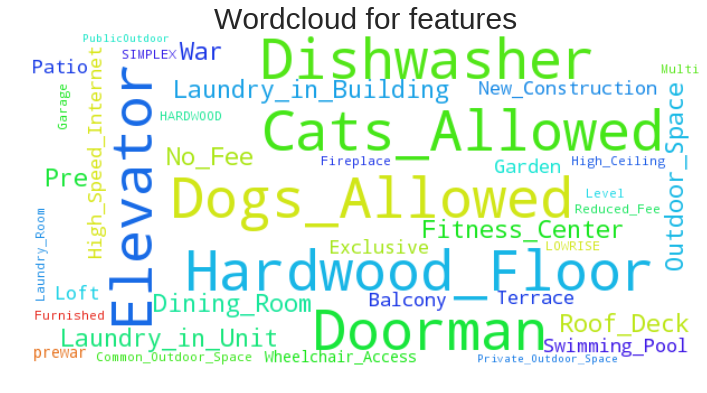 Wordcloud for features
PublicOutdoor
SIMPLEX
War
Dishwasher
Patio
Multi
Garage
High_Speed_Internet
Elevator
Laundry_in_Building
New_Construction
Outdoor_Space
HARDWOOD
Cats_Allowed
No_Fee
Fireplace
Garden
High_Ceiling
Pre
Dogs_Allowed
Level
Reduced_Fee
Laundry_Room
Fitness_Center
Exclusive
LOWRISE
Hardwood_Floor
Loft
Dining_Room
Balcony
Terrace
Furnished
Doorman
Roof_Deck
Laundry_in_Unit
Swimming_Pool
prewar
Common_Outdoor_Space
Wheelchair_Access
Private_Outdoor_Space